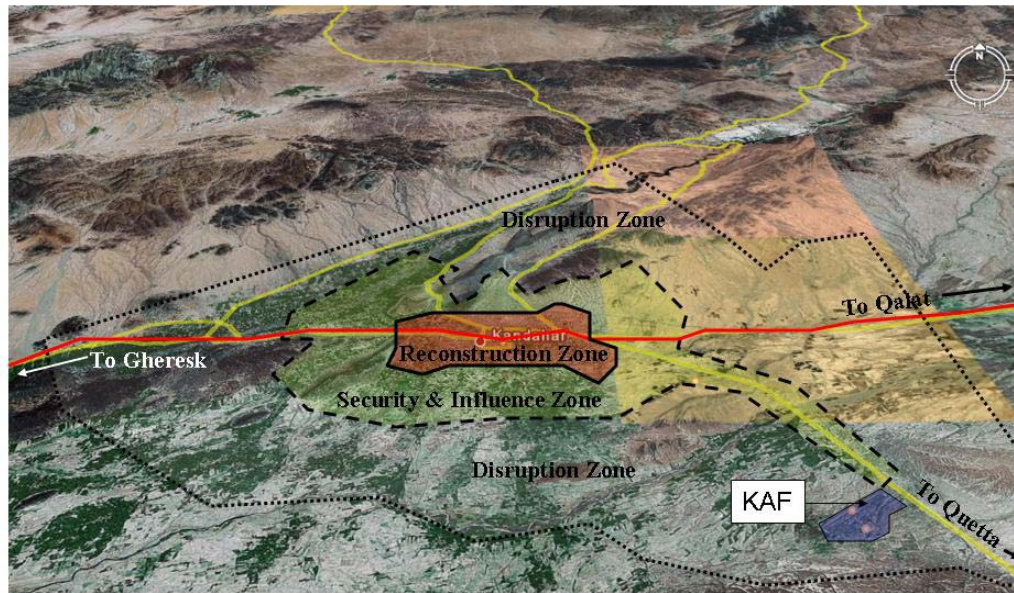 N
Disruption Zone
To Qalat
Kandahar
To Gheresk
Reconstruction Zone
Security & Influence Zone
Disruption Zone
KAF
To Quetta